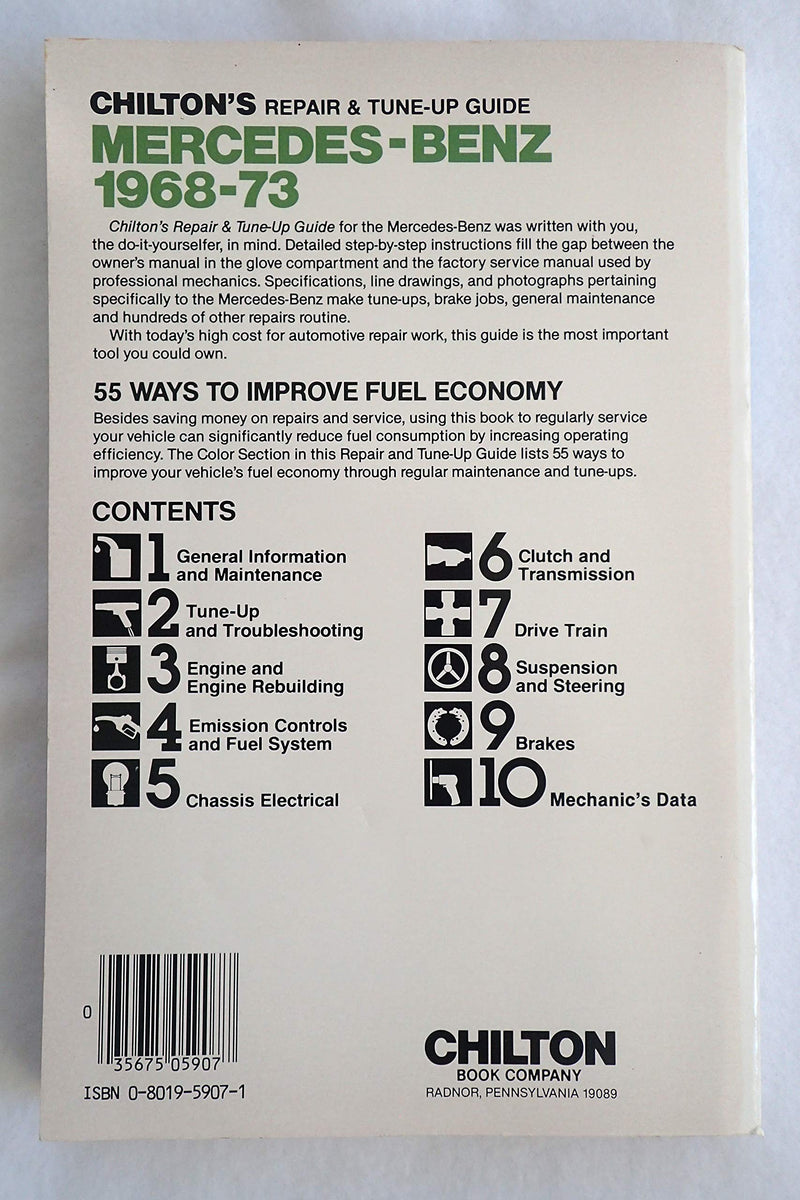 CHILTON'S REPAIR & TUNE-UP GUIDE
MERCEDES-BENZ
1968-73
Chilton's Repair & Tune-Up Guide for the Mercedes-Benz was written with you,
the do-it-yourselfer, in mind. Detailed step-by-step instructions fill the gap between the
owner's manual in the glove compartment and the factory service manual used by
professional mechanics. Specifications, line drawings, and photographs pertaining
specifically to the Mercedes-Benz make tune-ups, brake jobs, general maintenance
and hundreds of other repairs routine.
With today's high cost for automotive repair work, this guide is the most important
tool you could own.
55 WAYS TO IMPROVE FUEL ECONOMY
Besides saving money on repairs and service, using this book to regularly service
your vehicle can significantly reduce fuel consumption by increasing operating
efficiency. The Color Section in this Repair and Tune-Up Guide lists 55 ways to
improve your vehicle's fuel economy through regular maintenance and tune-ups.
CONTENTS
1 General Information
and Maintenance
2 Tune-Up
and Troubleshooting
3 Engine and
Engine Rebuilding
4 Emission Controls
and Fuel System
5 Chassis Electrical
6 Clutch and
Transmission
7 Drive Train
8 Suspension
and Steering
9 Brakes
10 Mechanic's Data
0
35675 05907
ISBN 0-8019-5907-1
CHILTON
BOOK COMPANY
RADNOR, PENNSYLVANIA 19089